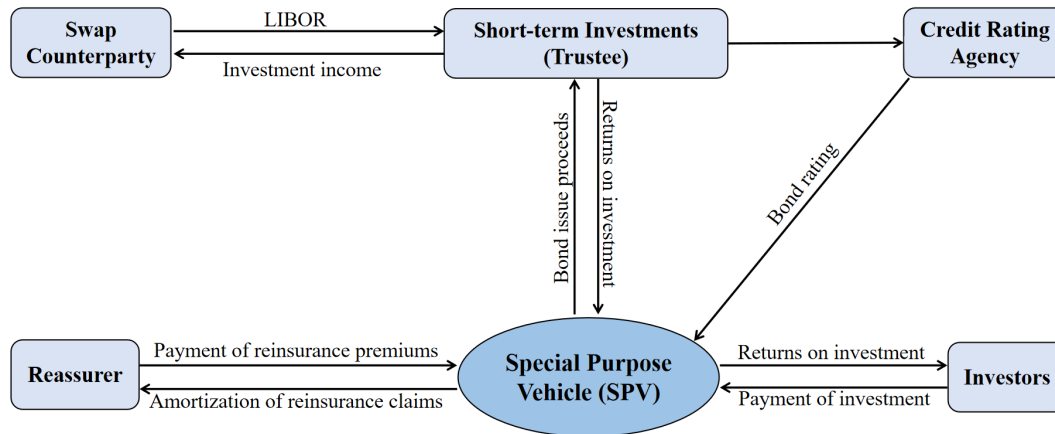 Swap
Counterparty
LIBOR
Investment income
Short-term Investments
(Trustee)
Credit Rating
Agency
Bond issue proceeds
Returns on investment
Bond rating
Reassurer
Payment of reinsurance premiums
Amortization of reinsurance claims
Special Purpose
Vehicle (SPV)
Returns on investment
Payment of investment
Investors